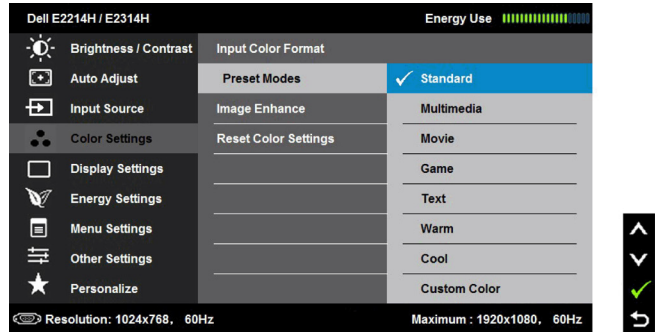 Dell E2214H / E2314H
Energy Use
Brightness / Contrast
Input Color Format
Auto Adjust
Preset Modes
Standard
Input Source
Image Enhance
Multimedia
Color Settings
Reset Color Settings
Movie
Display Settings
Game
Energy Settings
Text
Menu Settings
Warm
Other Settings
Cool
Personalize
Custom Color
Resolution: 1024x768, 60Hz
Maximum : 1920x1080, 60Hz